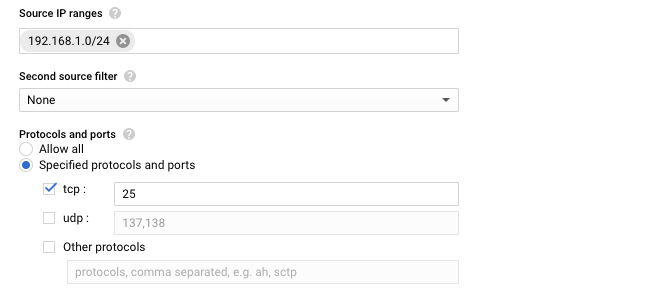 Source IP ranges ?
192.168.1.0/24
Second source filter ?
None
Protocols and ports ?
Allow all
Specified protocols and ports
tcp : 25
udp : 137,138
Other protocols
protocols, comma separated, e.g. ah, sctp